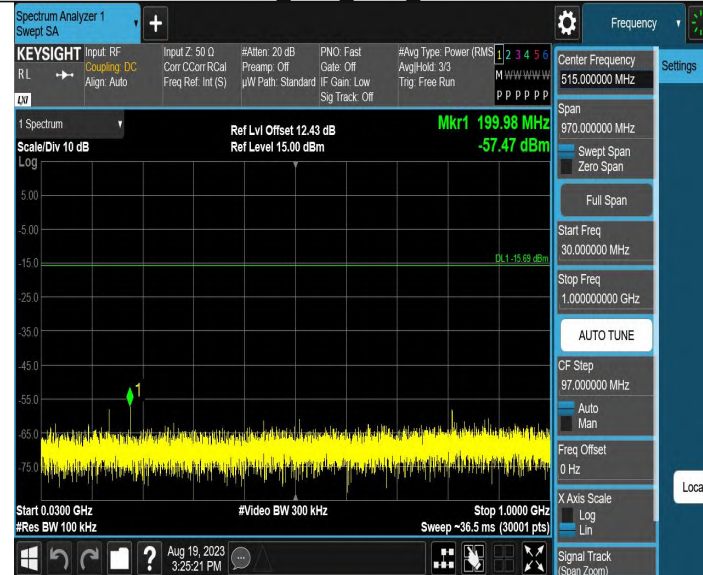 Spectrum Analyzer 1
Swept SA
Frequency
KEYSIGHT
RL
LXI
Input: RF
Coupling: DC
Align: Auto
Input Z: 50 Ω
Corr CCorr RCal
Freq Ref: Int (S)
#Atten: 20 dB
Preamp: Off
µW Path: Standard
PNO: Fast
Gate: Off
IF Gain: Low
Sig Track: Off
#Avg Type: Power (RMS
Avg|Hold: 3/3
Trig: Free Run
1 2 3 4 5 6
M W W W W W
P P P P P P
1 Spectrum
Scale/Div 10 dB
Log
Ref Lvl Offset 12.43 dB
Ref Level 15.00 dBm
Mkr1 199.98 MHz
-57.47 dBm
5.00
-5.00
-15.0
DL1 -15.69 dBm
-25.0
-35.0
-45.0
1
-55.0
-65.0
-75.0
Start 0.0300 GHz
#Res BW 100 kHz
#Video BW 300 kHz
Stop 1.0000 GHz
Sweep ~36.5 ms (30001 pts)
?
Aug 19, 2023
3:25:21 PM
Center Frequency
515.000000 MHz
Settings
Span
970.000000 MHz
Swept Span
Zero Span
Full Span
Start Freq
30.000000 MHz
Stop Freq
1.000000000 GHz
AUTO TUNE
CF Step
97.000000 MHz
Auto
Man
Freq Offset
0 Hz
Loca
X Axis Scale
Log
Lin
Signal Track
(Span Zoom)